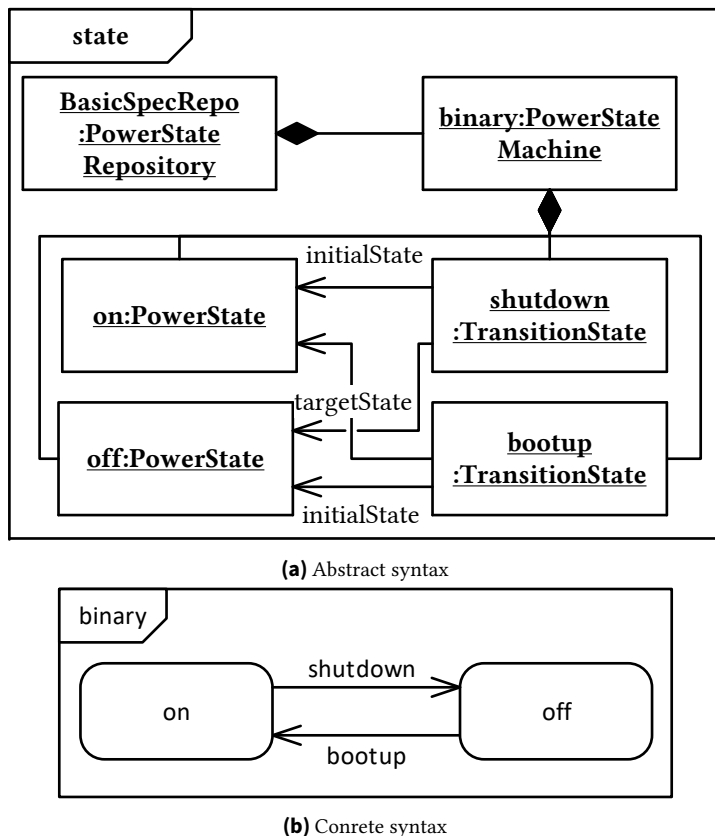 state
BasicSpecRepo
:PowerState
Repository
binary:PowerState
Machine
initialState
on:PowerState
shutdown
:TransitionState
targetState
off:PowerState
bootup
:TransitionState
initialState
(a) Abstract syntax
binary
shutdown
on
off
bootup
(b) Conrete syntax